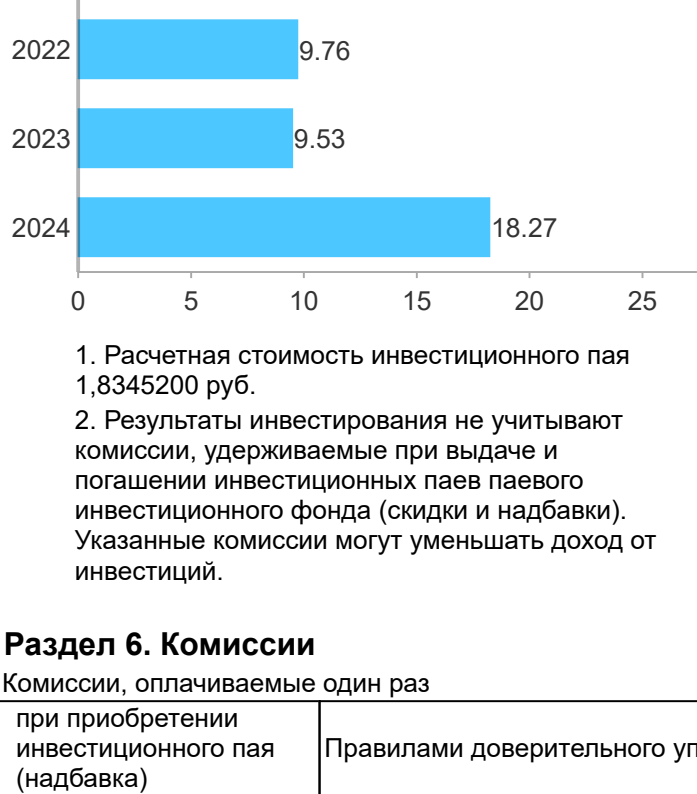 2022 9.76
2023 9.53
2024 18.27
0 5 10 15 20 25
1. Расчетная стоимость инвестиционного пая
1,8345200 руб.
2. Результаты инвестирования не учитывают
комиссии, удерживаемые при выдаче и
погашении инвестиционных паев паевого
инвестиционного фонда (скидки и надбавки).
Указанные комиссии могут уменьшать доход от
инвестиций.
Раздел 6. Комиссии
Комиссии, оплачиваемые один раз
при приобретении
инвестиционного пая
(надбавка)
Правилами доверительного уп